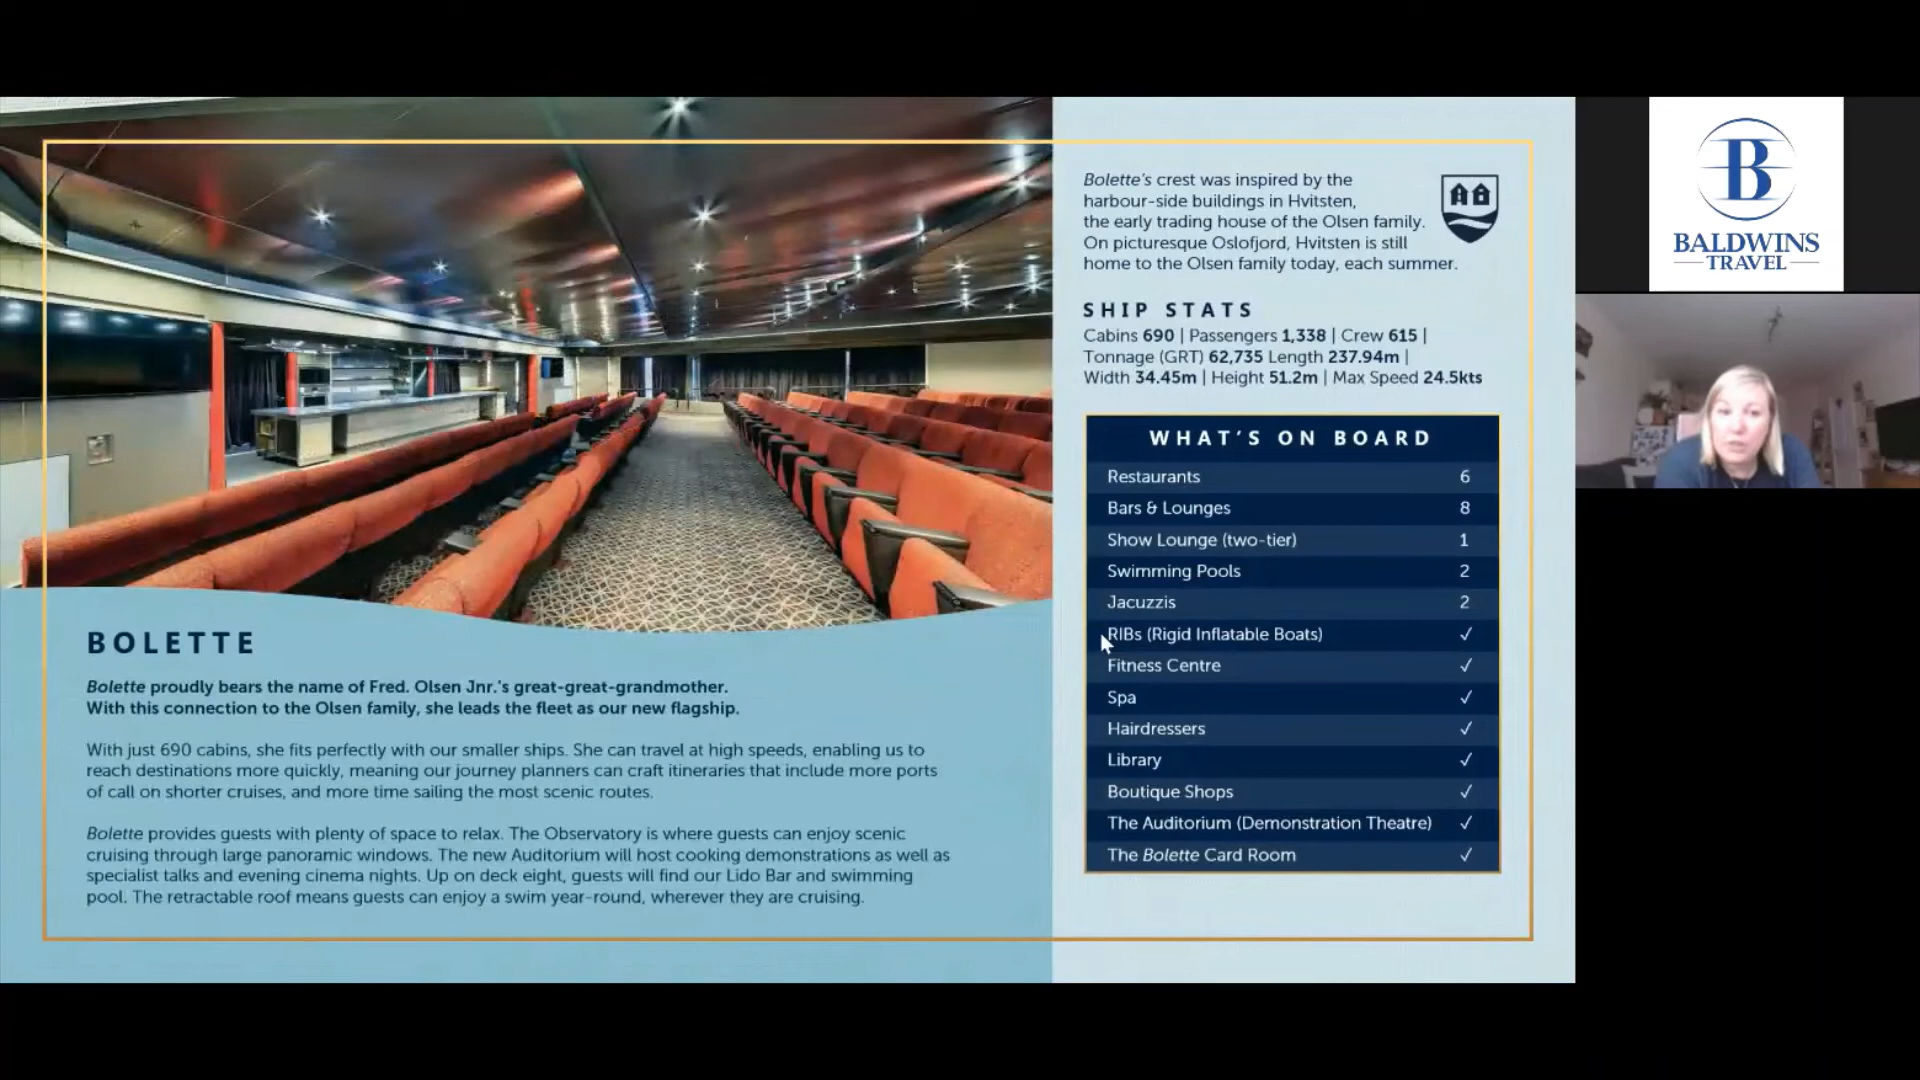 Bolette's crest was inspired by the
harbour-side buildings in Hvitsten,
the early trading house of the Olsen family.
On picturesque Oslofjord, Hvitsten is still
home to the Olsen family today, each summer.
SHIP STATS
Cabins 690 | Passengers 1,338 | Crew 615 |
Tonnage (GRT) 62,735 Length 237.94m |
Width 34.45m | Height 51.2m | Max Speed 24.5kts
WHAT'S ON BOARD
Restaurants 6
Bars & Lounges 8
Show Lounge (two-tier) 1
Swimming Pools 2
Jacuzzis 2
RIBs (Rigid Inflatable Boats) ✓
Fitness Centre ✓
Spa ✓
Hairdressers ✓
Library ✓
Boutique Shops ✓
The Auditorium (Demonstration Theatre) ✓
The Bolette Card Room ✓
BOLETTE
Bolette proudly bears the name of Fred. Olsen Jnr.'s great-great-grandmother.
With this connection to the Olsen family, she leads the fleet as our new flagship.
With just 690 cabins, she fits perfectly with our smaller ships. She can travel at high speeds, enabling us to
reach destinations more quickly, meaning our journey planners can craft itineraries that include more ports
of call on shorter cruises, and more time sailing the most scenic routes.
Bolette provides guests with plenty of space to relax. The Observatory is where guests can enjoy scenic
cruising through large panoramic windows. The new Auditorium will host cooking demonstrations as well as
specialist talks and evening cinema nights. Up on deck eight, guests will find our Lido Bar and swimming
pool. The retractable roof means guests can enjoy a swim year-round, wherever they are cruising.
B
BALDWINS
TRAVEL